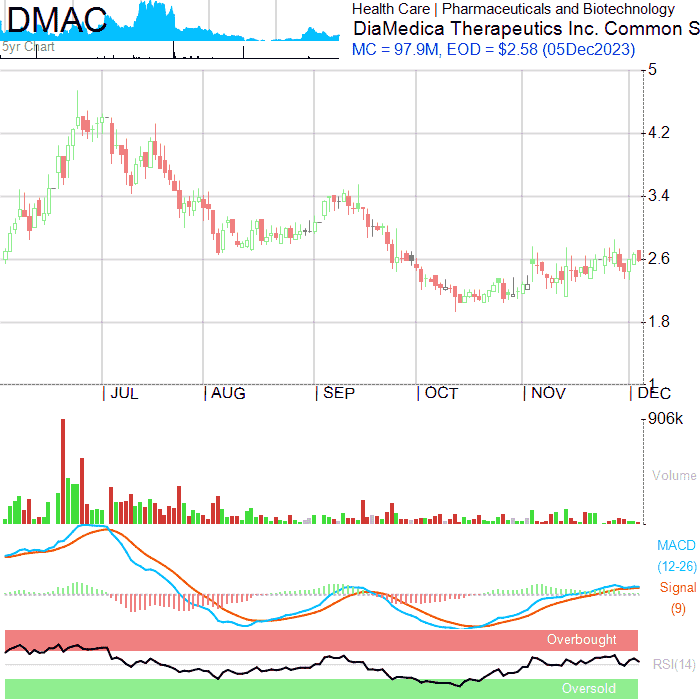 DMAC
5yr Chart
Health Care | Pharmaceuticals and Biotechnology
DiaMedica Therapeutics Inc. Common S
MC = 97.9M, EOD = $2.58 (05Dec2023)
5
4.2
3.4
2.6
1.8
1
JUL AUG SEP OCT NOV DEC
906k
Volume
MACD
(12-26)
Signal
(9)
Overbought
RSI(14)
Oversold